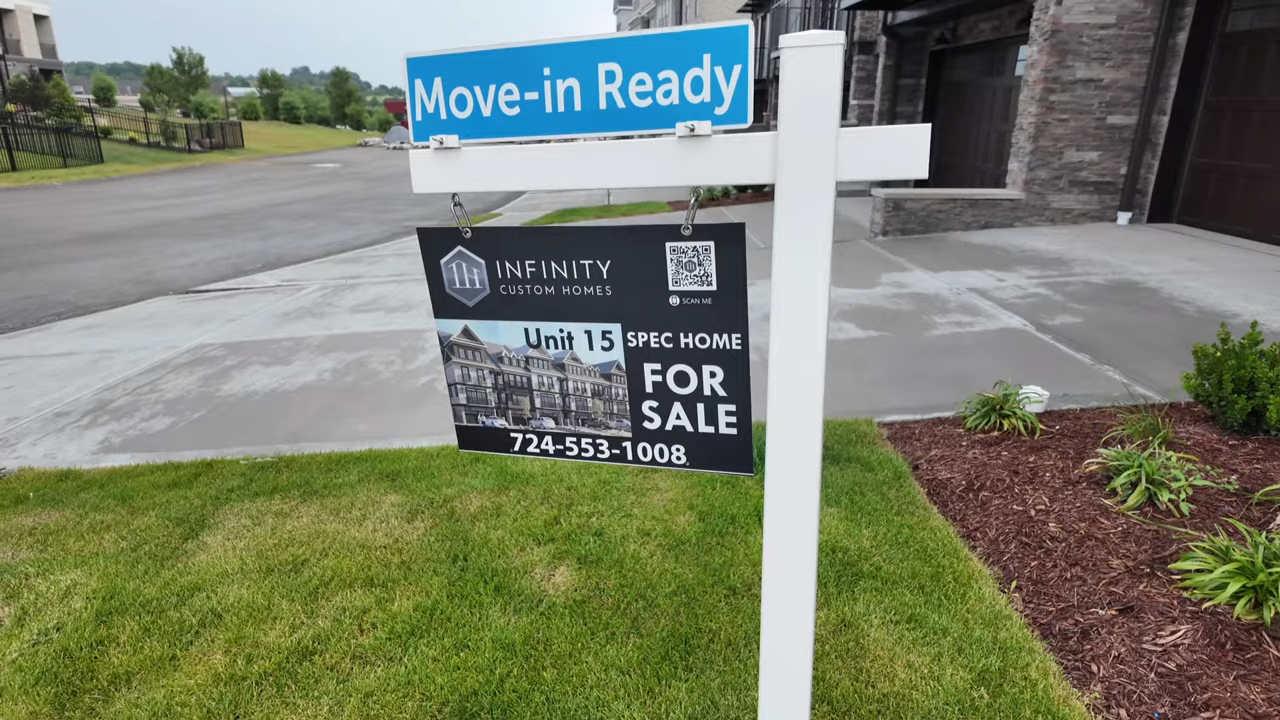 Move-in Ready
INFINITY
CUSTOM HOMES
SCAN ME
Unit 15
SPEC HOME
FOR
SALE
724-553-1008